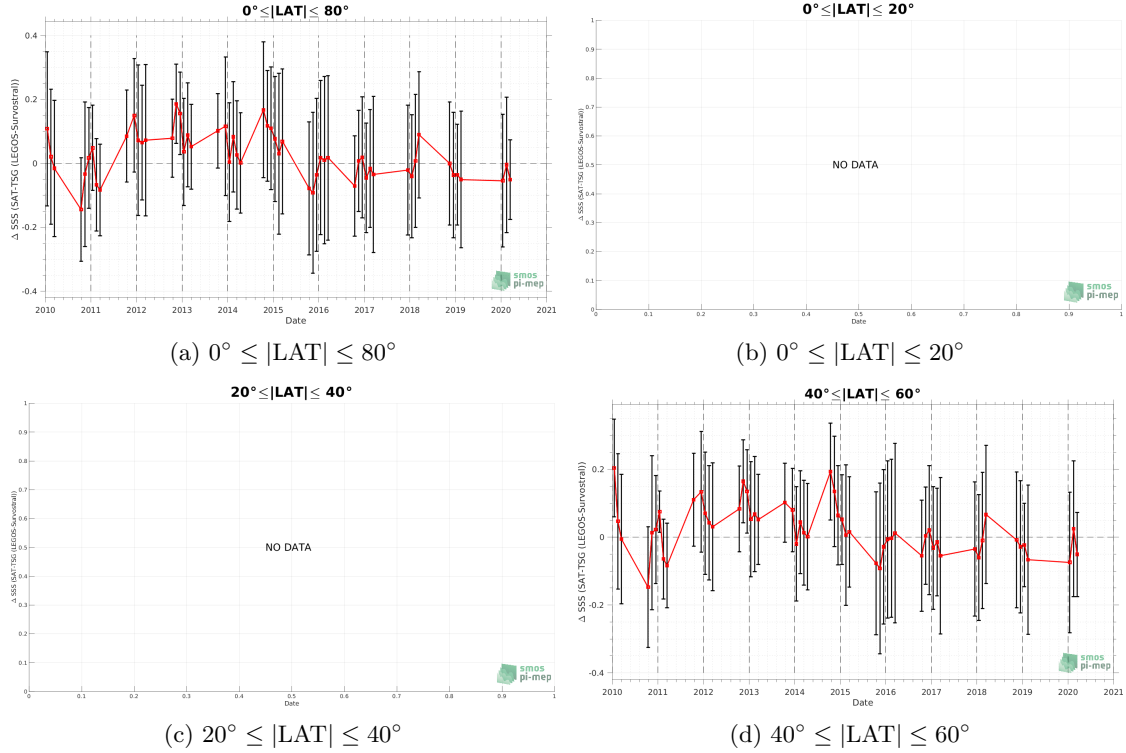 0°≤|LAT|≤ 80°
0.4
0.2
0
-0.2
-0.4
Δ SSS (SAT-TSG (LEGOS-Survostral))
2010 2011 2012 2013 2014 2015 2016 2017 2018 2019 2020 2021
Date
smos
pi-mep
(a) 0° ≤ |LAT| ≤ 80°
0°≤|LAT|≤ 20°
1
0.9
0.8
0.7
0.6
0.5
0.4
0.3
0.2
0.1
0
Δ SSS (SAT-TSG (LEGOS-Survostral))
NO DATA
0 0.1 0.2 0.3 0.4 0.5 0.6 0.7 0.8 0.9 1
Date
smos
pi-mep
(b) 0° ≤ |LAT| ≤ 20°
20°≤|LAT|≤ 40°
1
0.9
0.8
0.7
0.6
0.5
0.4
0.3
0.2
0.1
0
Δ SSS (SAT-TSG (LEGOS-Survostral))
NO DATA
0 0.1 0.2 0.3 0.4 0.5 0.6 0.7 0.8 0.9 1
Date
smos
pi-mep
(c) 20° ≤ |LAT| ≤ 40°
40°≤|LAT|≤ 60°
0.2
0
-0.2
-0.4
Δ SSS (SAT-TSG (LEGOS-Survostral))
2010 2011 2012 2013 2014 2015 2016 2017 2018 2019 2020 2021
Date
smos
pi-mep
(d) 40° ≤ |LAT| ≤ 60°